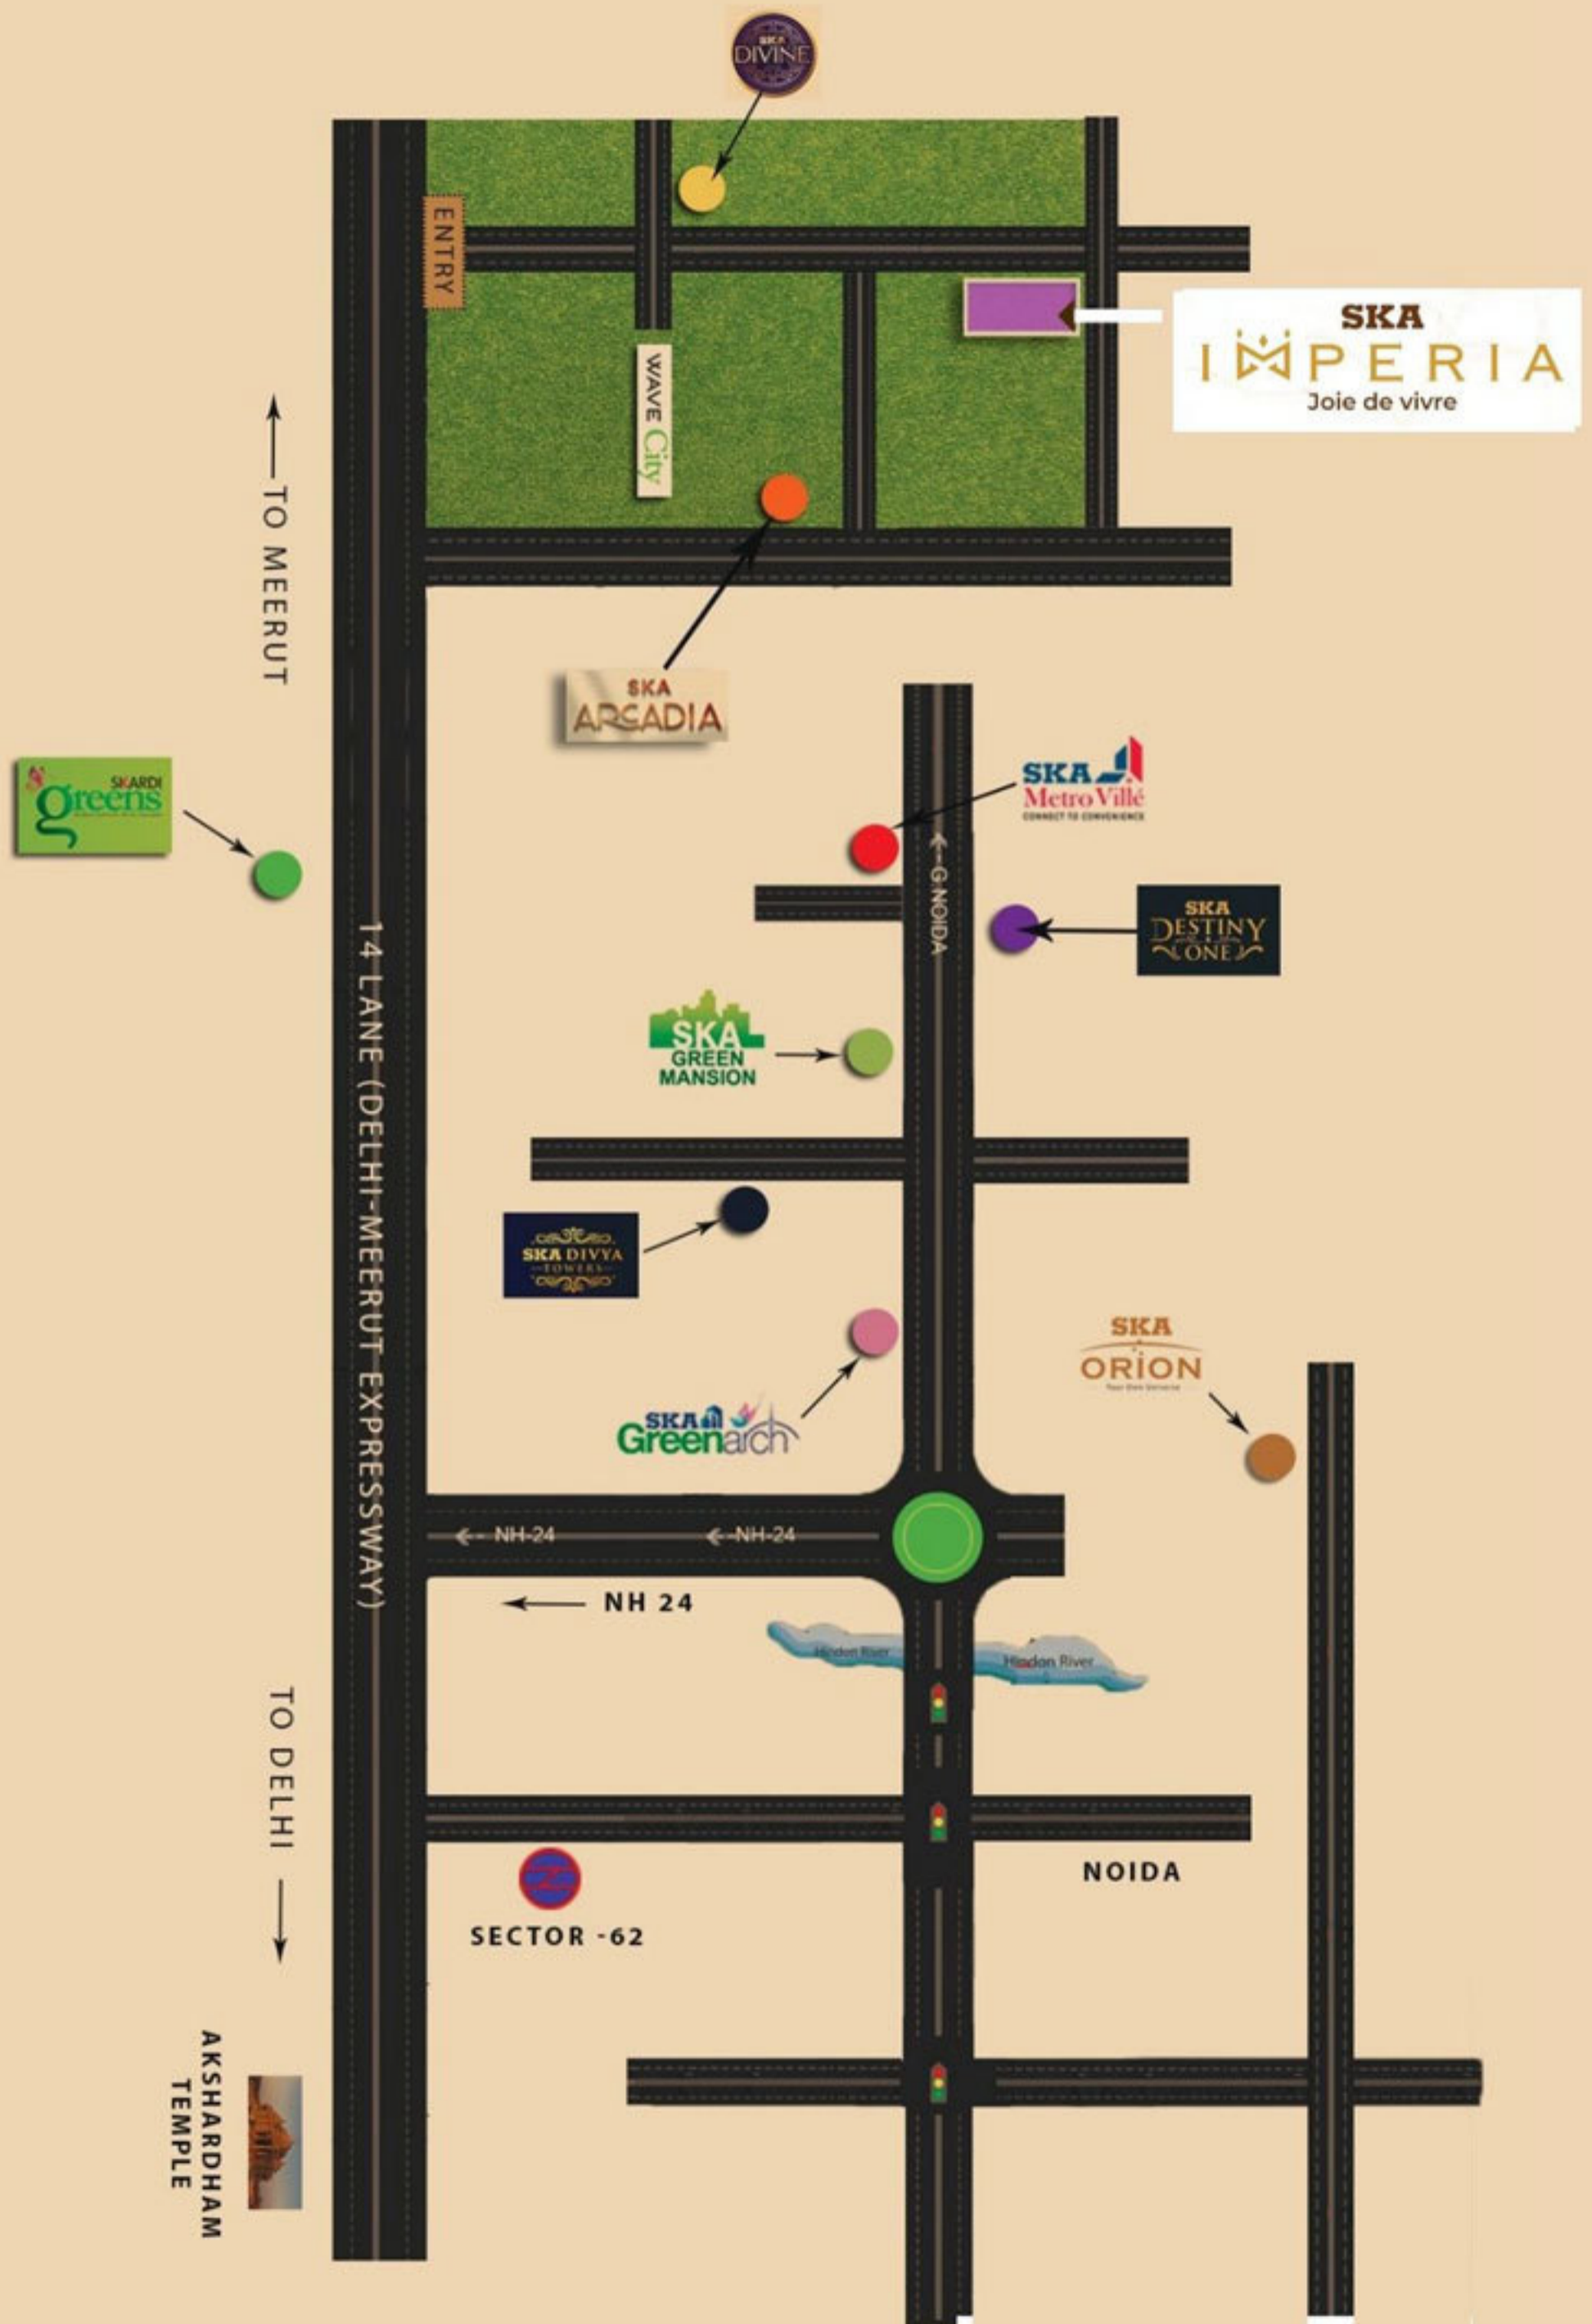 SKA
DIVINE
ENTRY
SKA
IMPERIA
Joie de vivre
WAVE City
TO MEERUT
SKA
ARCADIA
SKARDI
greens
SKA
Metro Villé
CONNECT TO CONVENIENCE
G NOIDA
SKA
DESTINY
ONE
SKA
GREEN
MANSION
14 LANE (DELHI-MEERUT EXPRESSWAY)
SKA DIVYA
TOWERS
SKA
ORION
Your Own Universe
SKA
Greenarch
NH-24
NH-24
NH 24
Hindon River
Hindon River
TO DELHI
NOIDA
SECTOR -62
AKSHARDHAM
TEMPLE